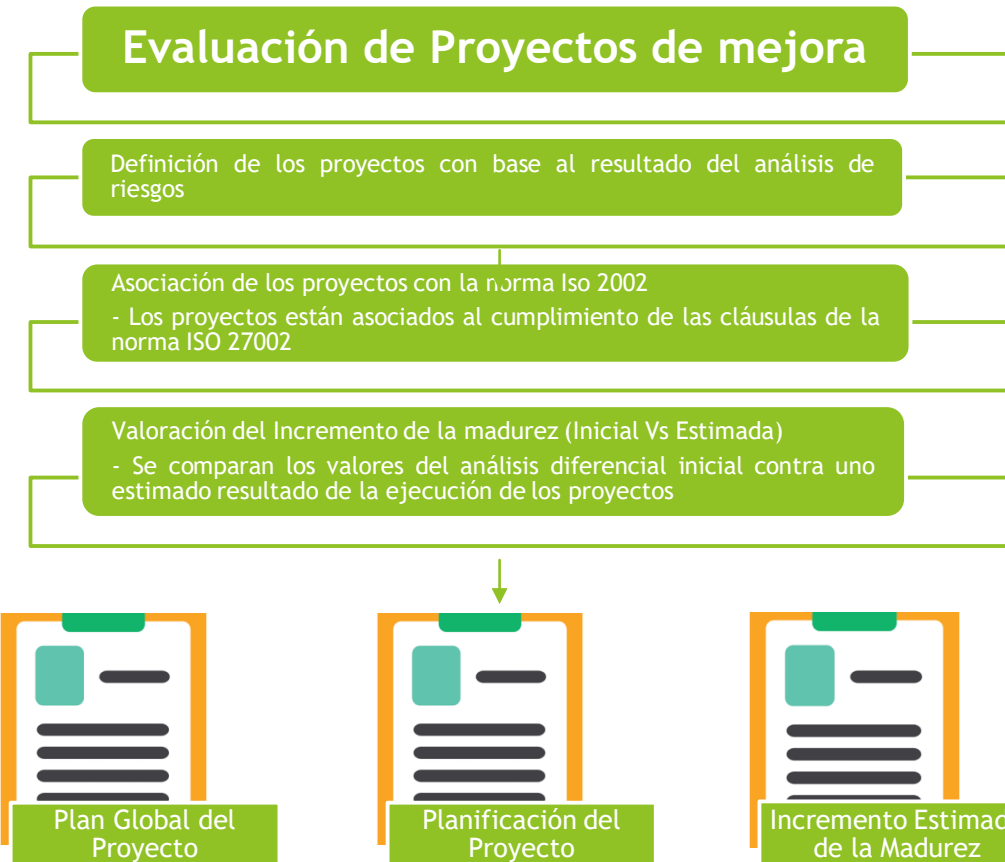 Evaluación de Proyectos de mejora
Definición de los proyectos con base al resultado del análisis de
riesgos
Asociación de los proyectos con la norma Iso 2002
- Los proyectos están asociados al cumplimiento de las cláusulas de la
norma ISO 27002
Valoración del Incremento de la madurez (Inicial Vs Estimada)
- Se comparan los valores del análisis diferencial inicial contra uno
estimado resultado de la ejecución de los proyectos
Plan Global del
Proyecto
Planificación del
Proyecto
Incremento Estimad
de la Madurez